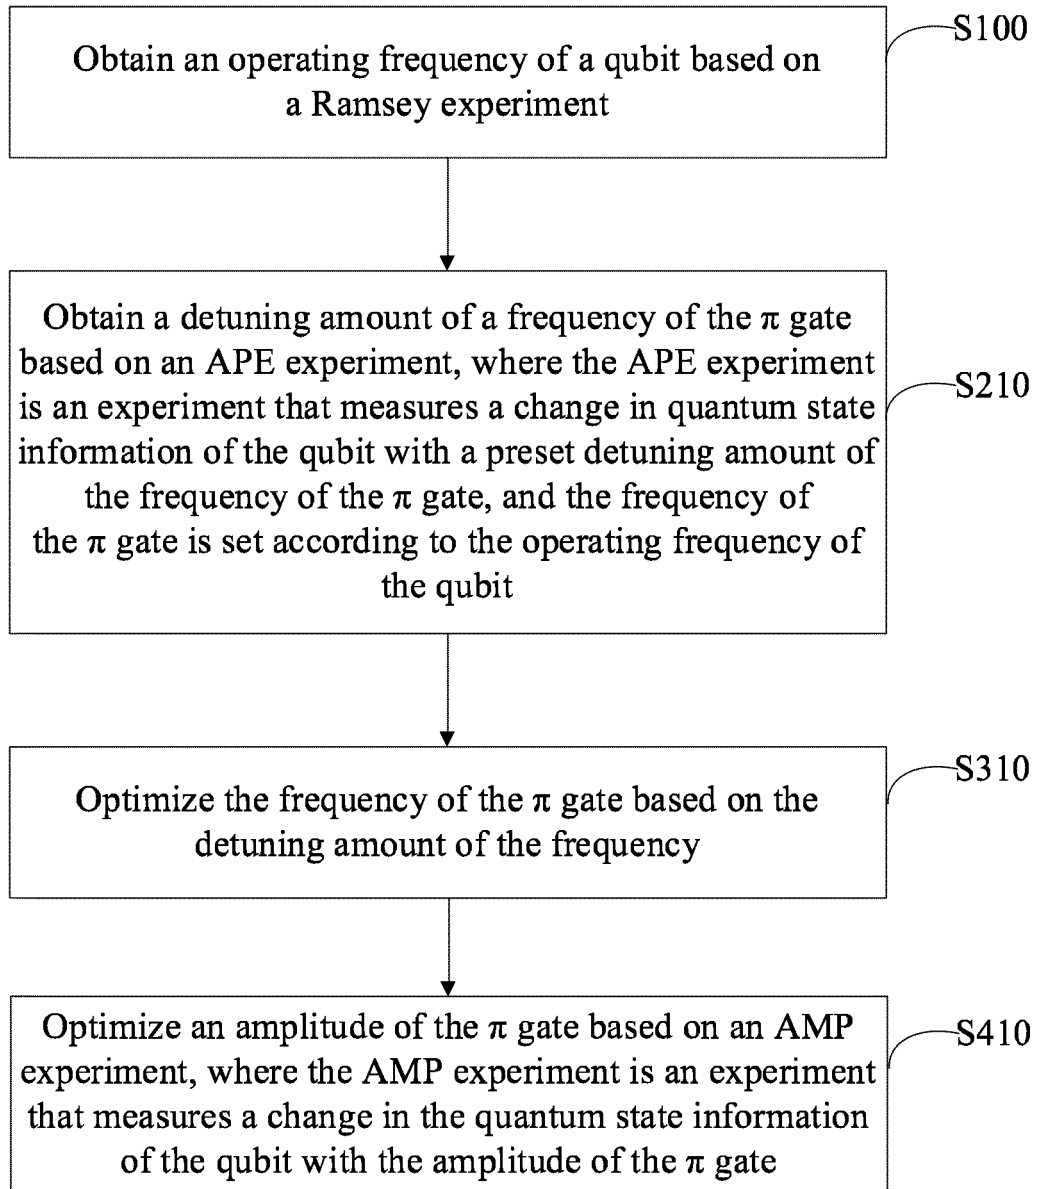 Obtain an operating frequency of a qubit based on
a Ramsey experiment
S100
Obtain a detuning amount of a frequency of the π gate
based on an APE experiment, where the APE experiment
is an experiment that measures a change in quantum state
information of the qubit with a preset detuning amount of
the frequency of the π gate, and the frequency of
the π gate is set according to the operating frequency of
the qubit
S210
Optimize the frequency of the π gate based on the
detuning amount of the frequency
S310
Optimize an amplitude of the π gate based on an AMP
experiment, where the AMP experiment is an experiment
that measures a change in the quantum state information
of the qubit with the amplitude of the π gate
S410